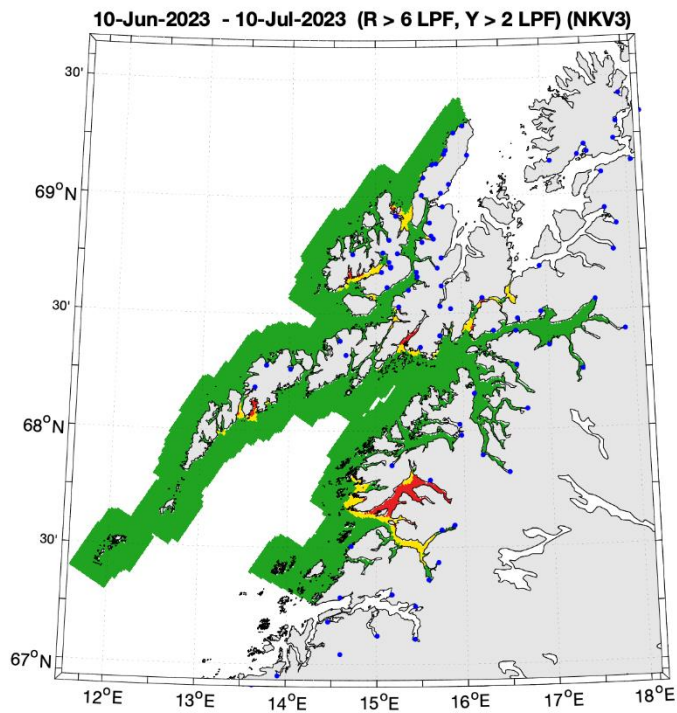 10-Jun-2023 - 10-Jul-2023 (R > 6 LPF, Y > 2 LPF) (NKV3)
30'
69°N
30'
68°N
30'
67°N
12°E 13°E 14°E 15°E 16°E 17°E 18°E